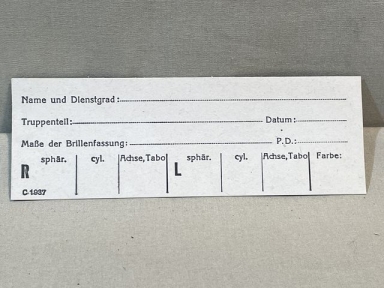 Name und Dienstgrad:
Truppenteil: Datum:
Maße der Brillenfassung: P.D.:
R sphär. cyl. Achse,Tabo L sphär. cyl. Achse,Tabo Farbe:
C-1937